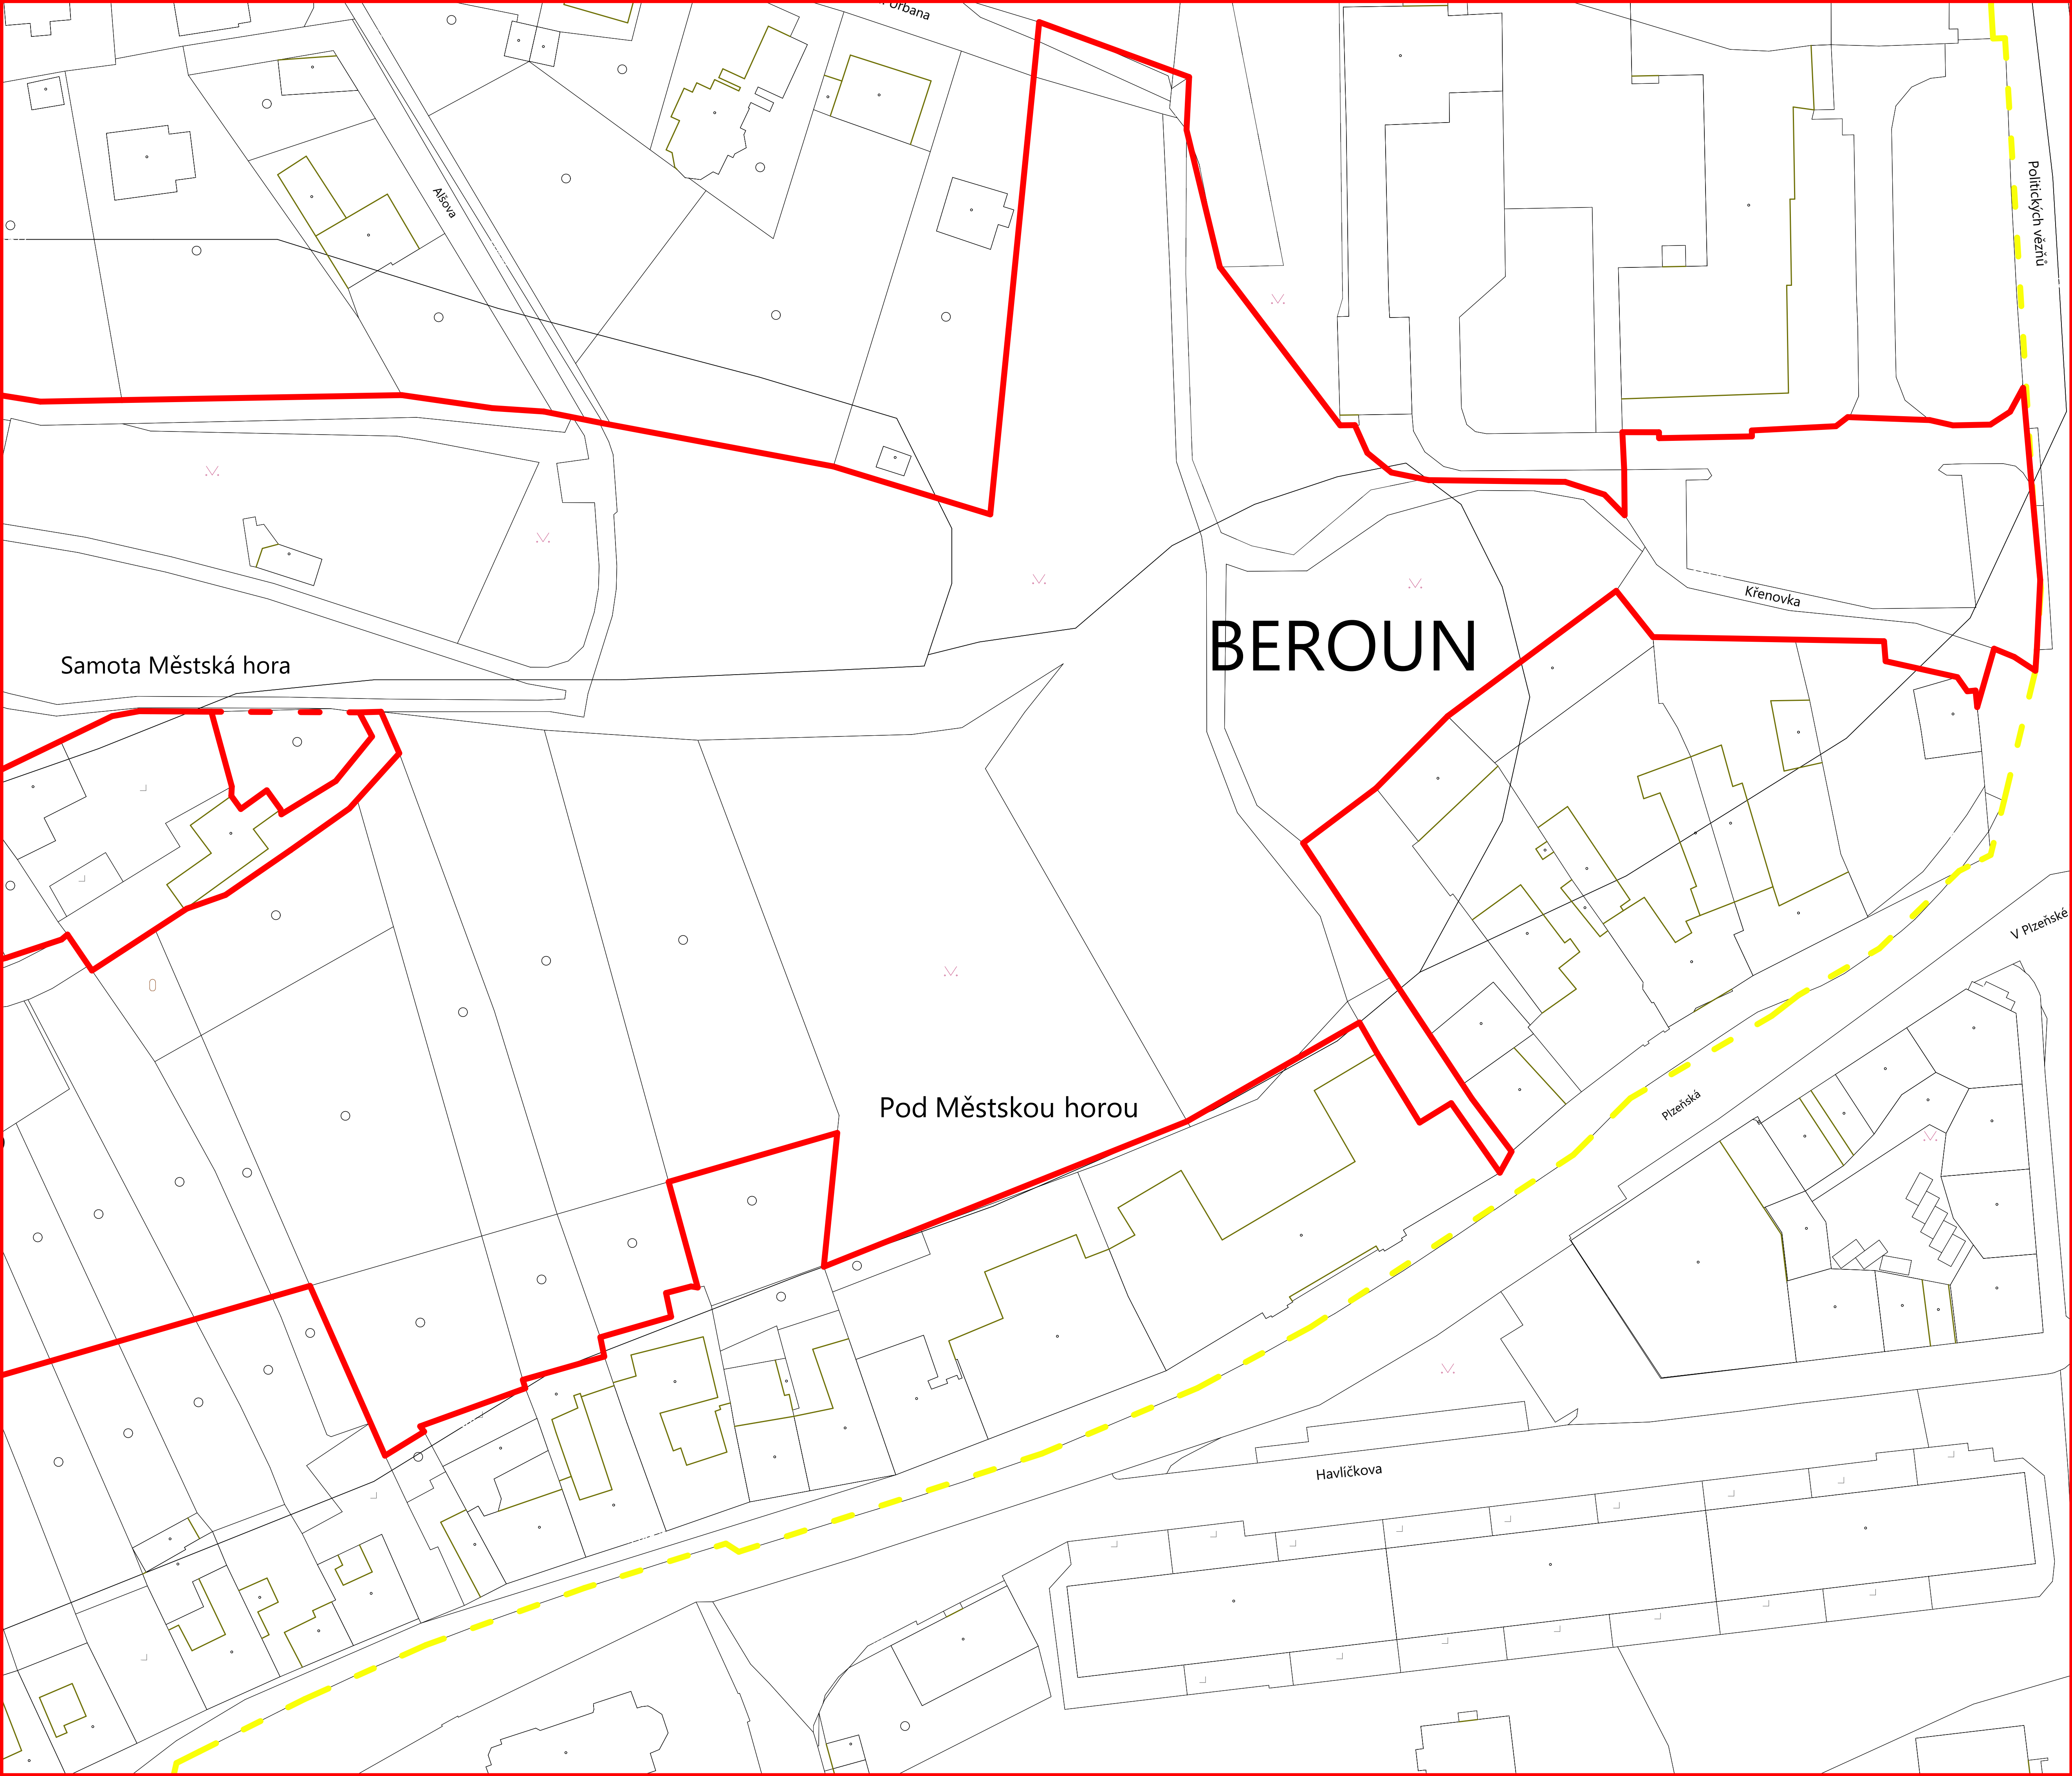 Urbana
Alšova
Politických vězňů
Křenovka
BEROUN
Samota Městská hora
V Plzeňské
Pod Městskou horou
Plzeňská
Havlíčkova